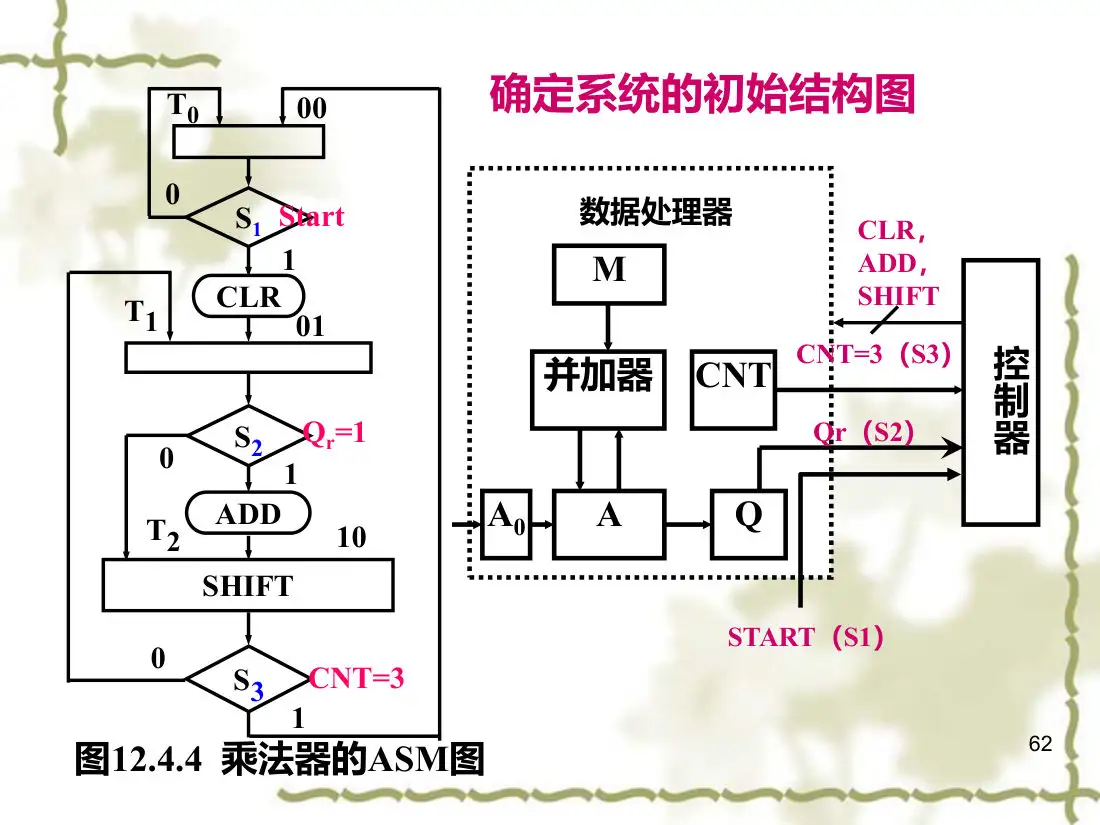 确定系统的初始结构图
T0
00
0
S1
Start
1
CLR
T1
01
S2
Qr=1
0
1
ADD
T2
10
SHIFT
0
S3
CNT=3
1
图12.4.4 乘法器的ASM图
数据处理器
M
并加器
CNT
A0
A
Q
CLR，
ADD，
SHIFT
CNT=3（S3）
Qr（S2）
START（S1）
控制器
62